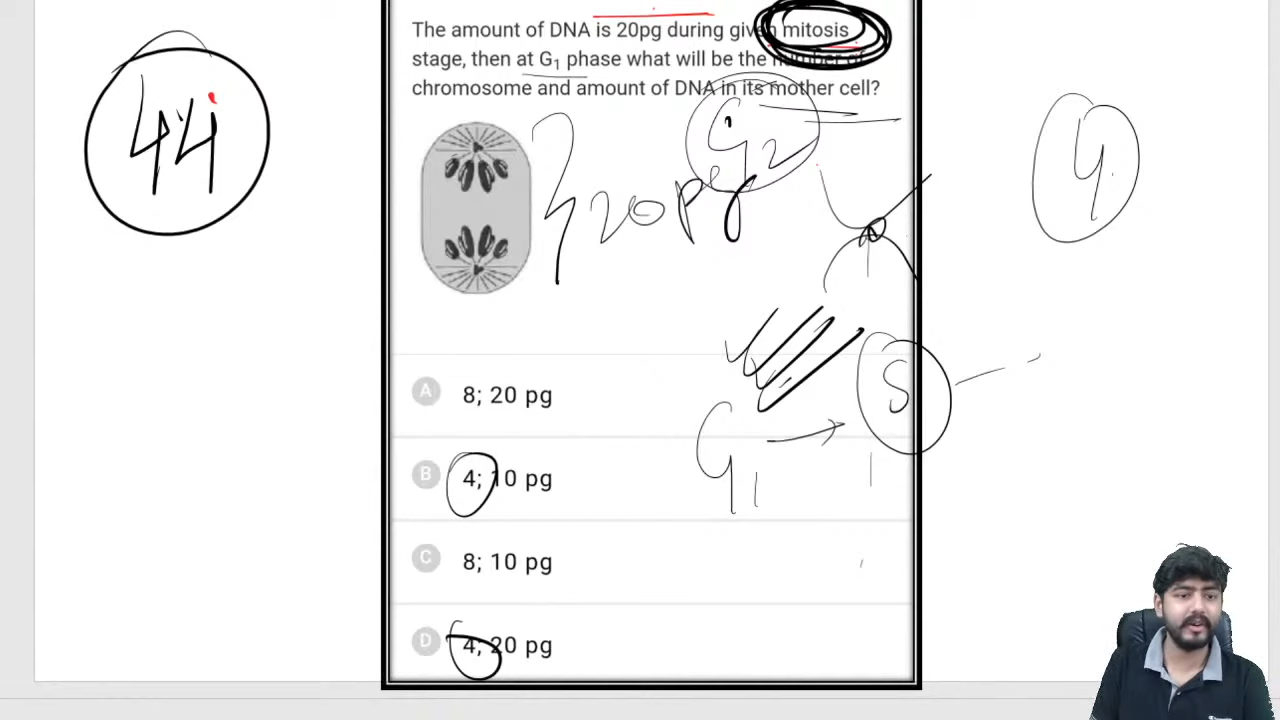 The amount of DNA is 20pg during given mitosis
stage, then at G₁ phase what will be the number of
chromosome and amount of DNA in its mother cell?
44
G2
4
20 pg
A 8; 20 pg
S
B 4; 10 pg
G1
C 8; 10 pg
D 4; 20 pg